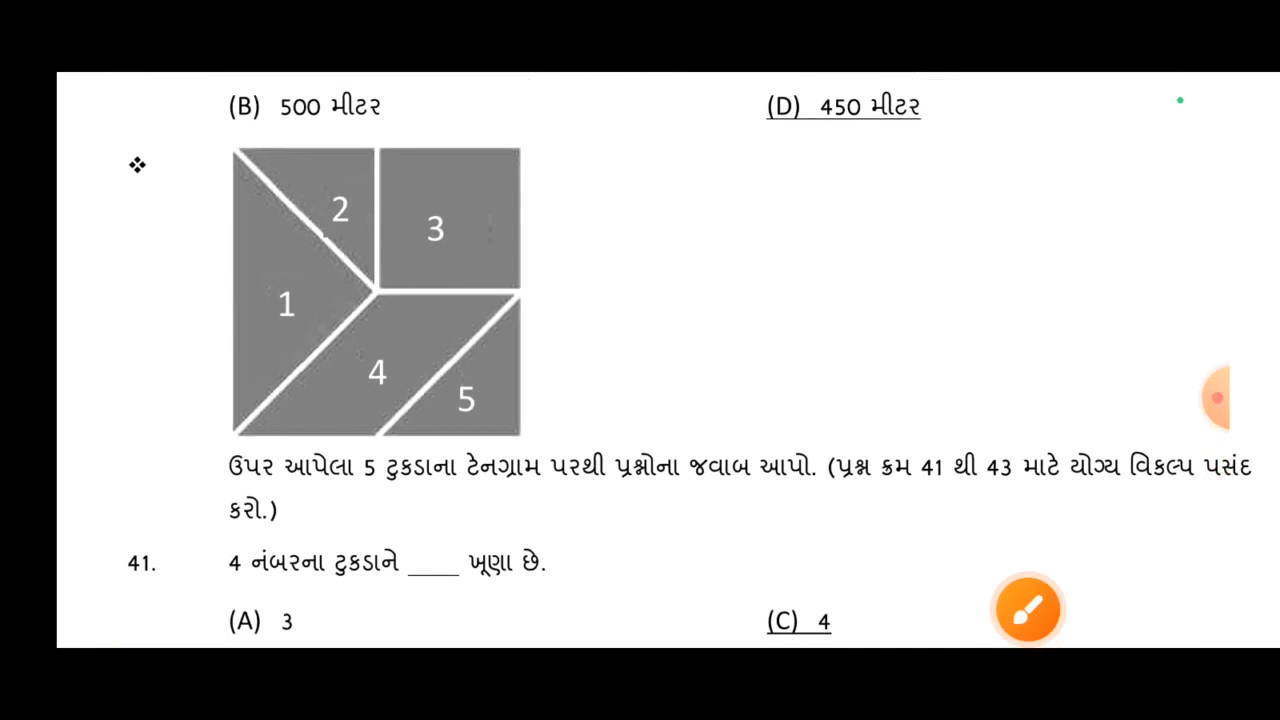 (B) 500 મીટર
(D) 450 મીટર
❖
2
3
1
4
5
ઉપર આપેલા 5 ટુકડાના ટેનગ્રામ પરથી પ્રશ્નોના જવાબ આપો. (પ્રશ્ન ક્રમ 41 થી 43 માટે યોગ્ય વિકલ્પ પસંદ
કરો.)
41. 4 નંબરના ટુકડાને ____ ખૂણા છે.
(A) ૩
(C) 4